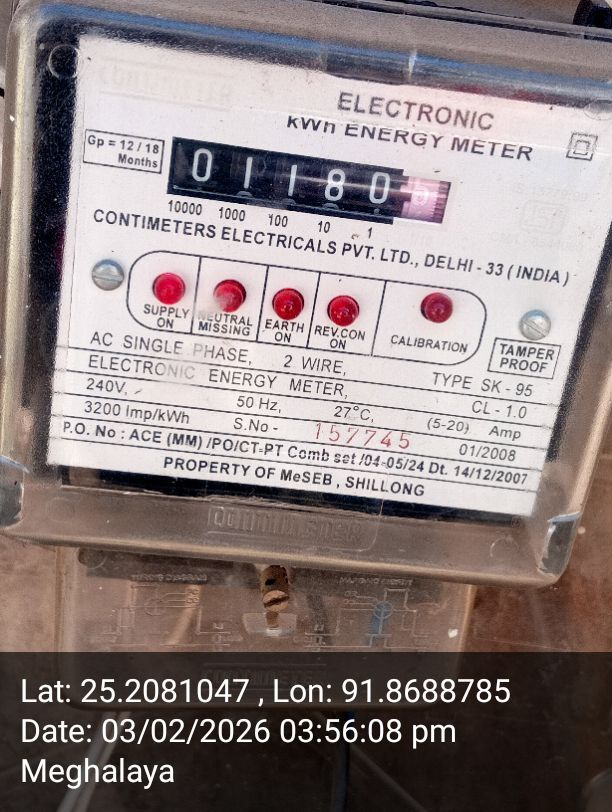 ELECTRONIC
kWh ENERGY METER
Gp = 12 / 18
Months
0 1 1 8 0
10000 1000 100 10 1
CONTIMETERS ELECTRICALS PVT. LTD., DELHI - 33 ( INDIA )
SUPPLY ON
NEUTRAL MISSING
EARTH ON
REV.CON ON
CALIBRATION
TAMPER PROOF
AC SINGLE PHASE, 2 WIRE, TYPE SK - 95
ELECTRONIC ENERGY METER, CL - 1.0
240V, 50 Hz, 27°C, (5-20) Amp
3200 Imp/kWh S.No - 157745 01/2008
P.O. No : ACE (MM) /PO/CT-PT Comb set /04-05/24 Dt. 14/12/2007
PROPERTY OF MeSEB , SHILLONG
Lat: 25.2081047 , Lon: 91.8688785
Date: 03/02/2026 03:56:08 pm
Meghalaya